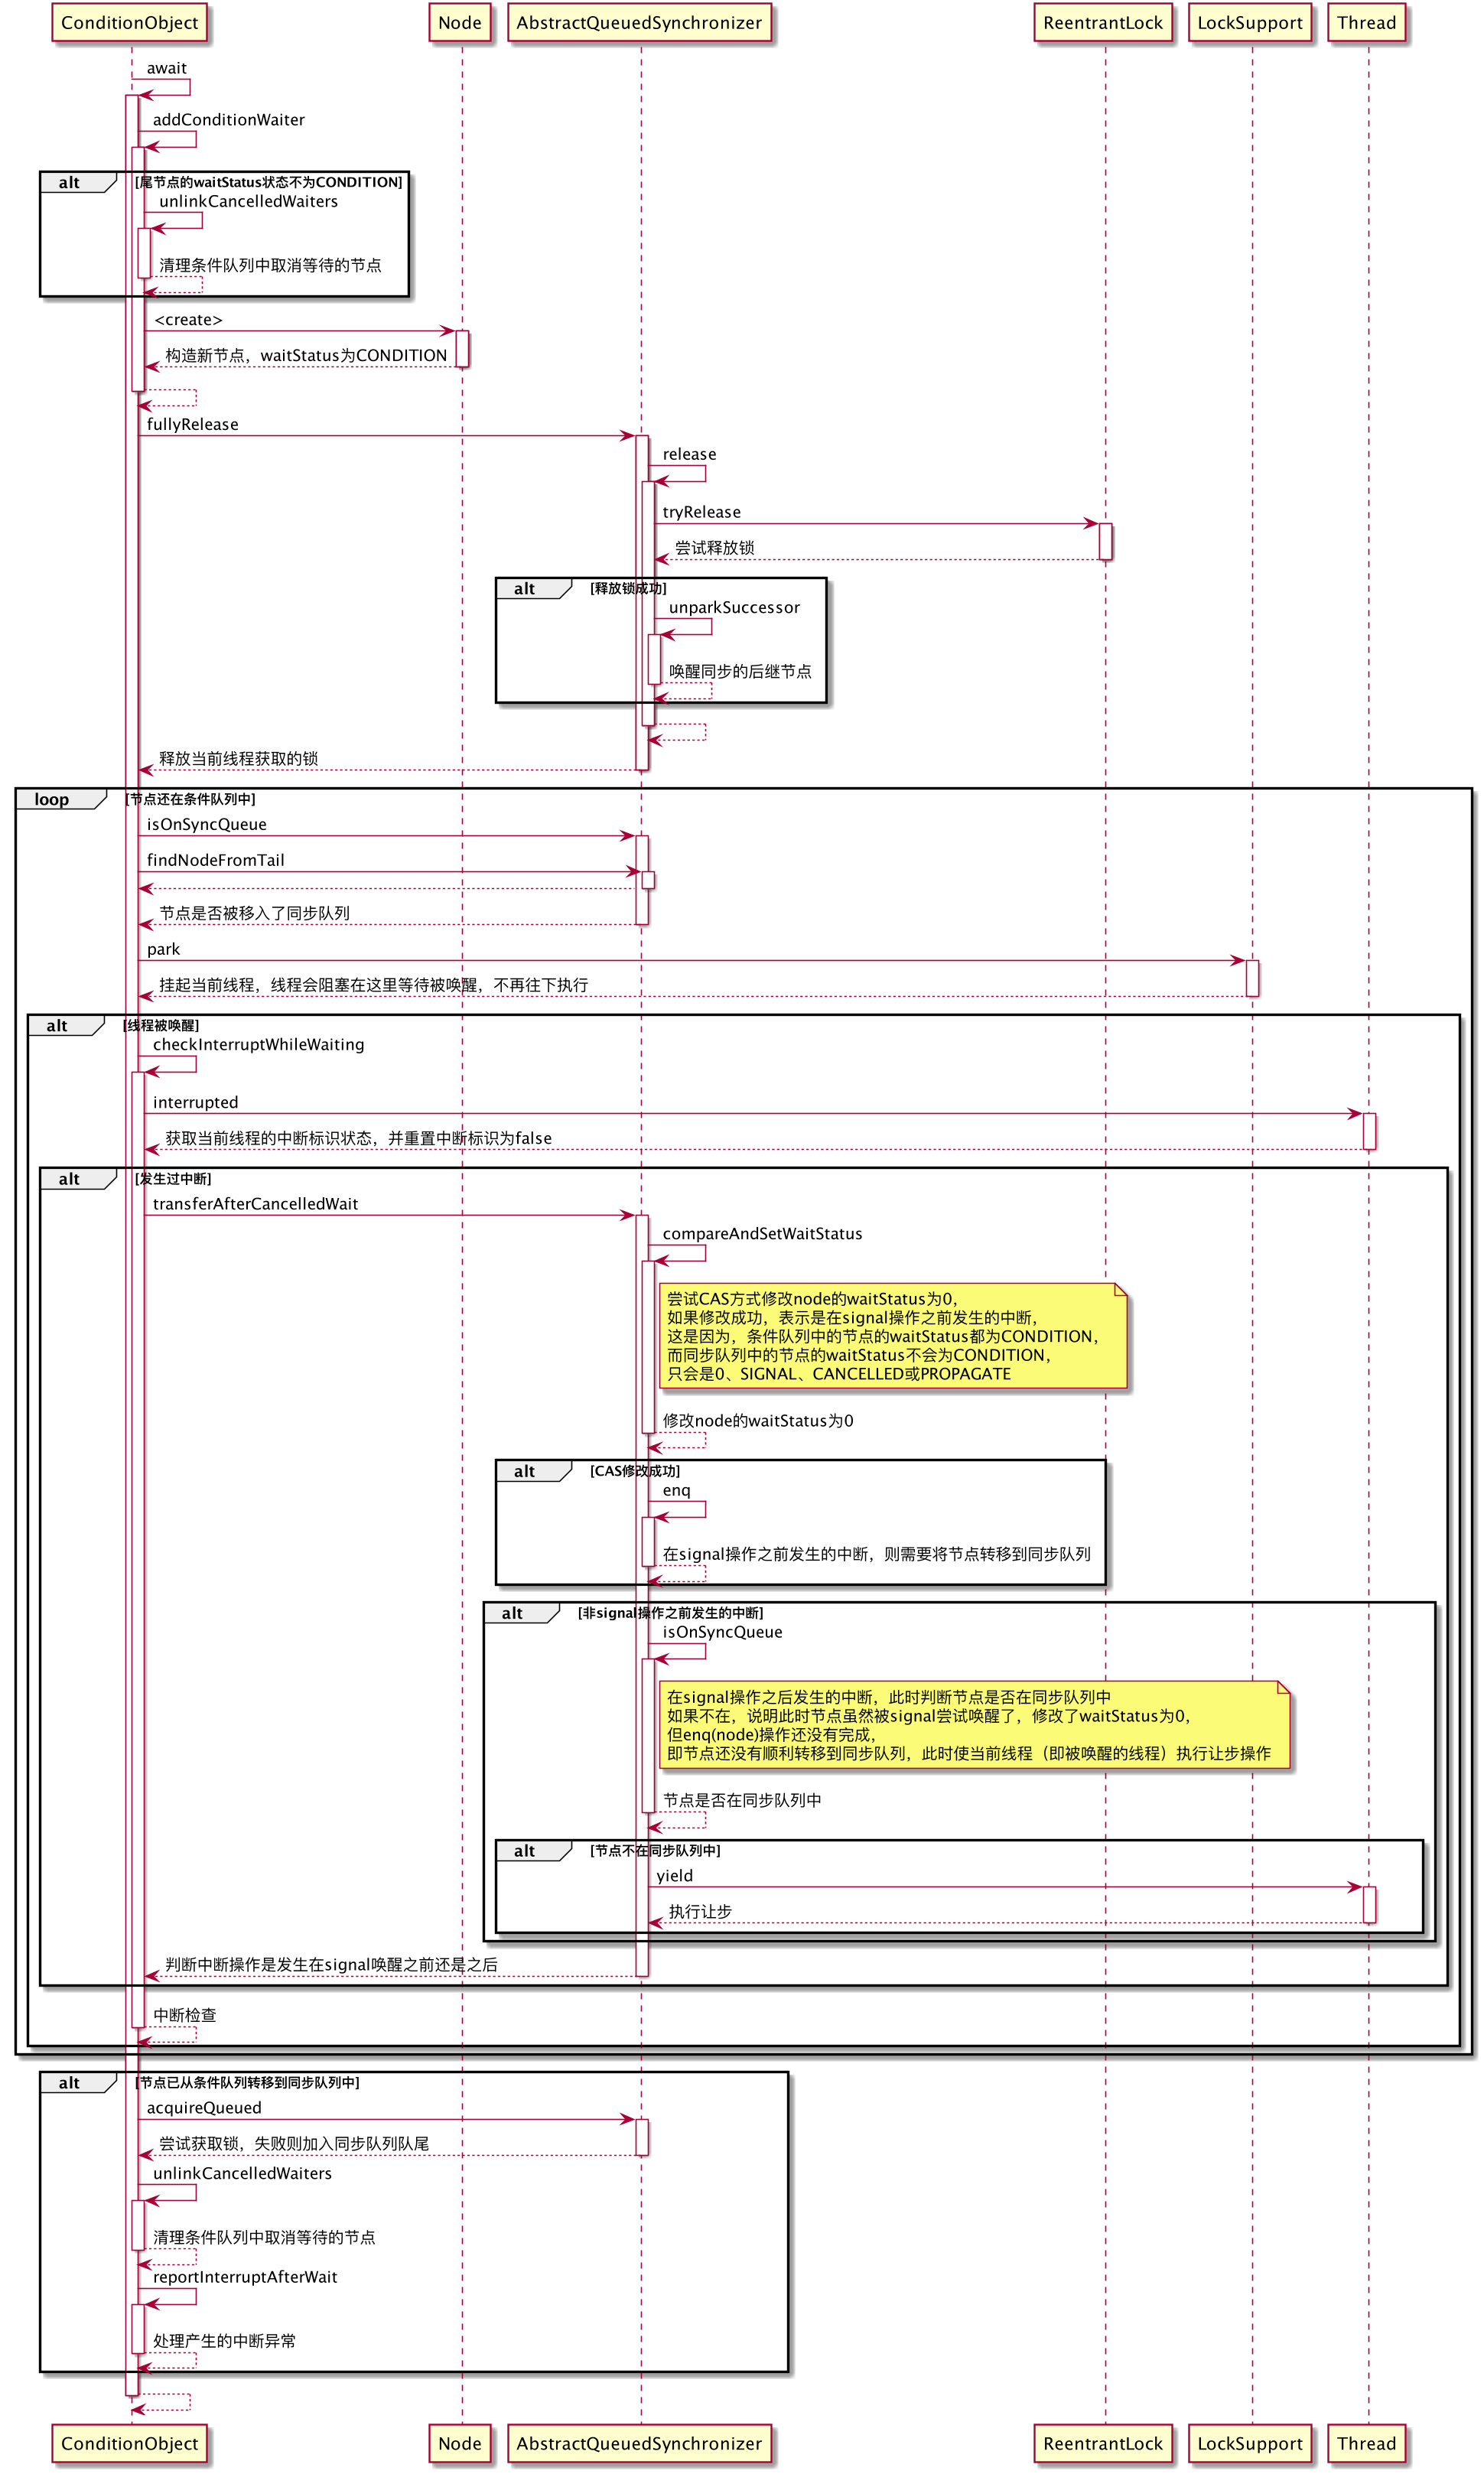 ConditionObject
Node
AbstractQueuedSynchronizer
ReentrantLock
LockSupport
Thread
await
addConditionWaiter
alt
[尾节点的waitStatus状态不为CONDITION]
unlinkCancelledWaiters
清理条件队列中取消等待的节点
<create>
构造新节点，waitStatus为CONDITION
fullyRelease
release
tryRelease
尝试释放锁
alt
[释放锁成功]
unparkSuccessor
唤醒同步的后继节点
释放当前线程获取的锁
loop
[节点还在条件队列中]
isOnSyncQueue
findNodeFromTail
节点是否被移入了同步队列
park
挂起当前线程，线程会阻塞在这里等待被唤醒，不再往下执行
alt
[线程被唤醒]
checkInterruptWhileWaiting
interrupted
获取当前线程的中断标识状态，并重置中断标识为false
alt
[发生过中断]
transferAfterCancelledWait
compareAndSetWaitStatus
尝试CAS方式修改node的waitStatus为0，
如果修改成功，表示是在signal操作之前发生的中断，
这是因为，条件队列中的节点的waitStatus都为CONDITION，
而同步队列中的节点的waitStatus不会为CONDITION，
只会是0、SIGNAL、CANCELLED或PROPAGATE
修改node的waitStatus为0
alt
[CAS修改成功]
enq
在signal操作之前发生的中断，则需要将节点转移到同步队列
alt
[非signal操作之前发生的中断]
isOnSyncQueue
在signal操作之后发生的中断，此时判断节点是否在同步队列中
如果不在，说明此时节点虽然被signal尝试唤醒了，修改了waitStatus为0，
但enq(node)操作还没有完成，
即节点还没有顺利转移到同步队列，此时使当前线程（即被唤醒的线程）执行让步操作
节点是否在同步队列中
alt
[节点不在同步队列中]
yield
执行让步
判断中断操作是发生在signal唤醒之前还是之后
中断检查
alt
[节点已从条件队列转移到同步队列中]
acquireQueued
尝试获取锁，失败则加入同步队列队尾
unlinkCancelledWaiters
清理条件队列中取消等待的节点
reportInterruptAfterWait
处理产生的中断异常
ConditionObject
Node
AbstractQueuedSynchronizer
ReentrantLock
LockSupport
Thread